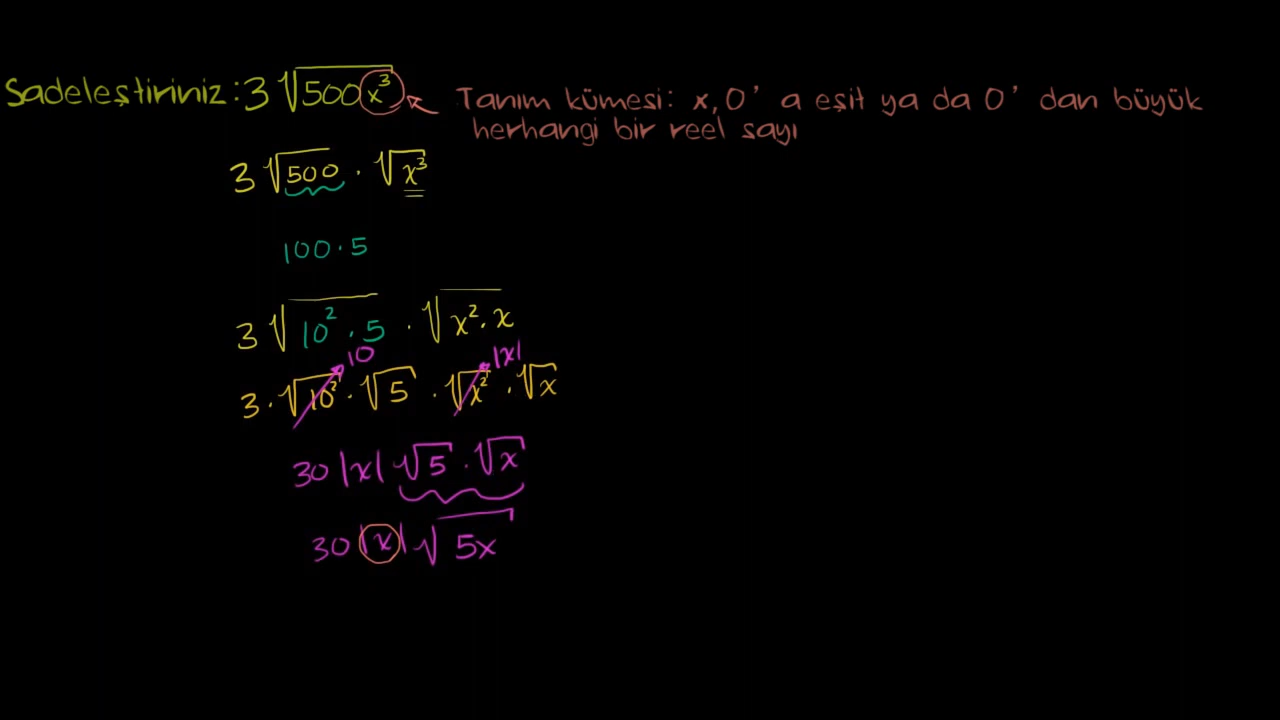 Sadeleştiriniz: 3√500x³
Tanım kümesi: x, 0' a eşit ya da 0' dan büyük
herhangi bir reel sayı
3√500 · √x³
100·5
3√10²·5 · √x²·x
10 |x|
3·√10²·√5 · √x²·√x
30|x|√5·√x
30|x|√5x